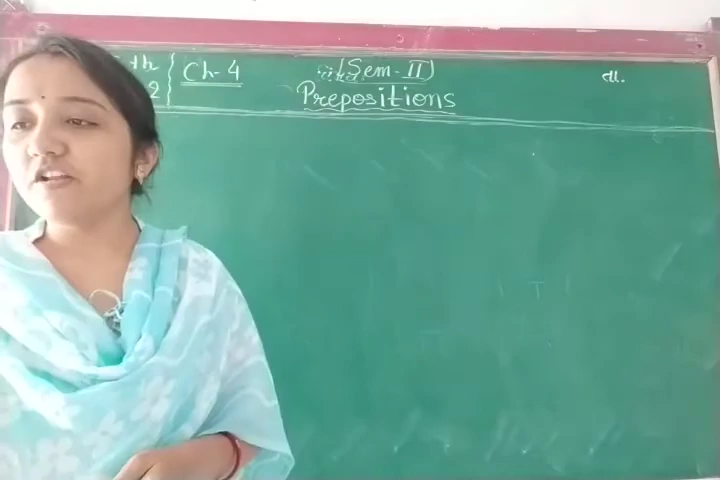 th { Ch-4 (Sem-II) તા.
2 Prepositions